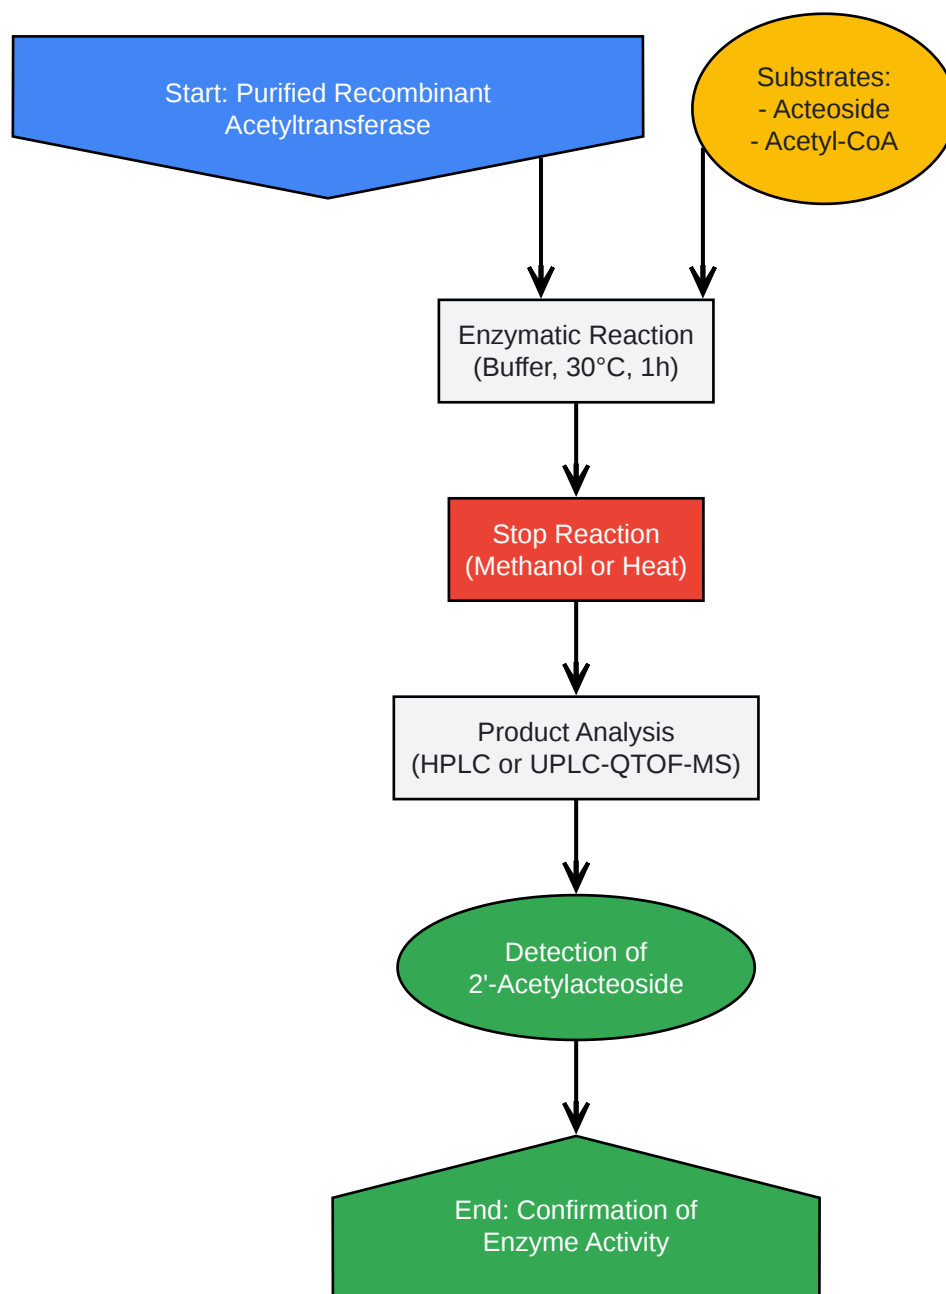 Start: Purified Recombinant
Acetyltransferase
Substrates:
- Acteoside
- Acetyl-CoA
Enzymatic Reaction
(Buffer, 30°C, 1h)
Stop Reaction
(Methanol or Heat)
Product Analysis
(HPLC or UPLC-QTOF-MS)
Detection of
2'-Acetylacteoside
End: Confirmation of
Enzyme Activity